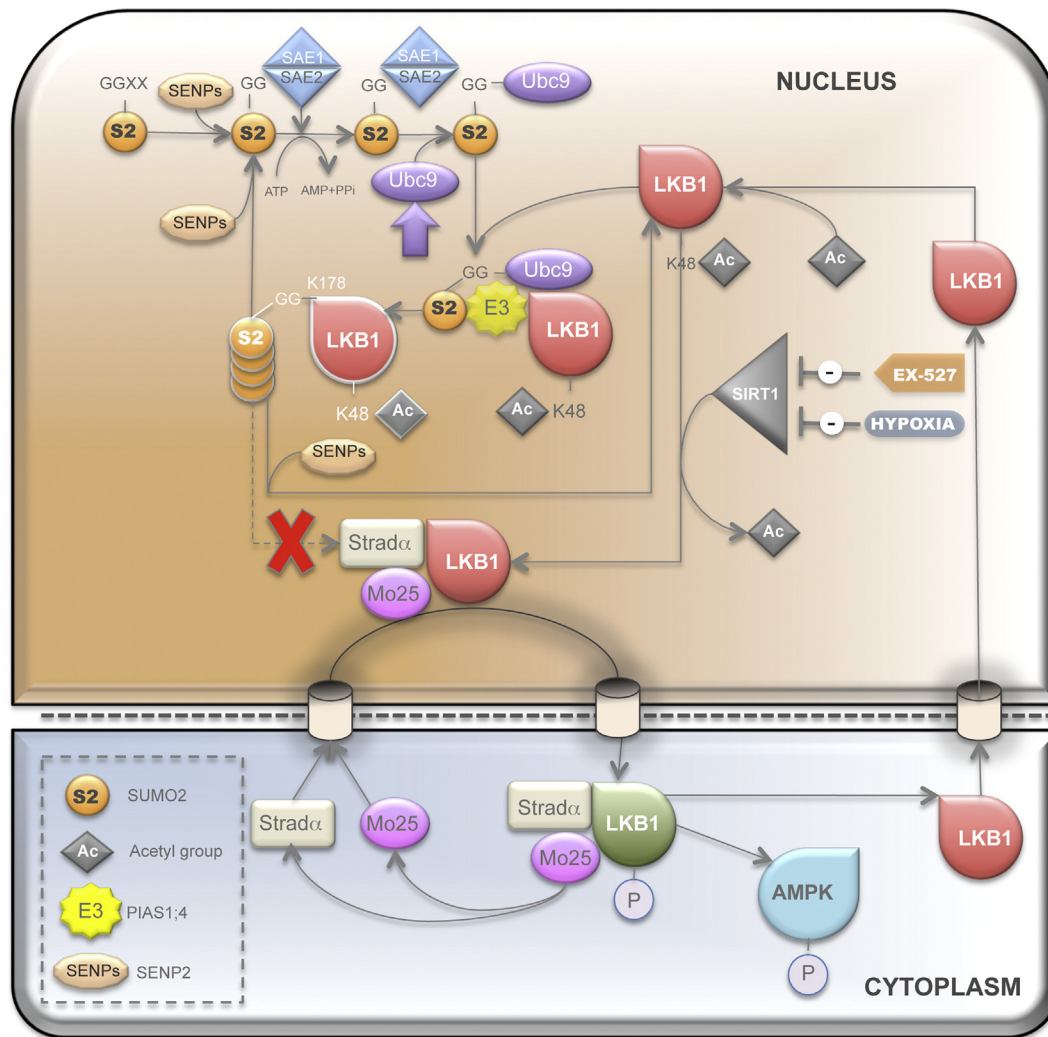 NUCLEUS
SAE1
SAE2
SAE1
SAE2
GGXX
SENPs
GG
GG
GG
Ubc9
S2
S2
S2
S2
ATP
AMP+PPi
Ubc9
SENPs
LKB1
K48
Ac
Ac
LKB1
GG
Ubc9
K178
GG
S2
E3
LKB1
S2
LKB1
K48
Ac
Ac
K48
SIRT1
-
EX-527
-
HYPOXIA
SENPs
Ac
Stradα
LKB1
Mo25
S2
SUMO2
Ac
Acetyl group
E3
PIAS1;4
SENPs
SENP2
Stradα
Mo25
Stradα
LKB1
Mo25
P
AMPK
P
LKB1
CYTOPLASM